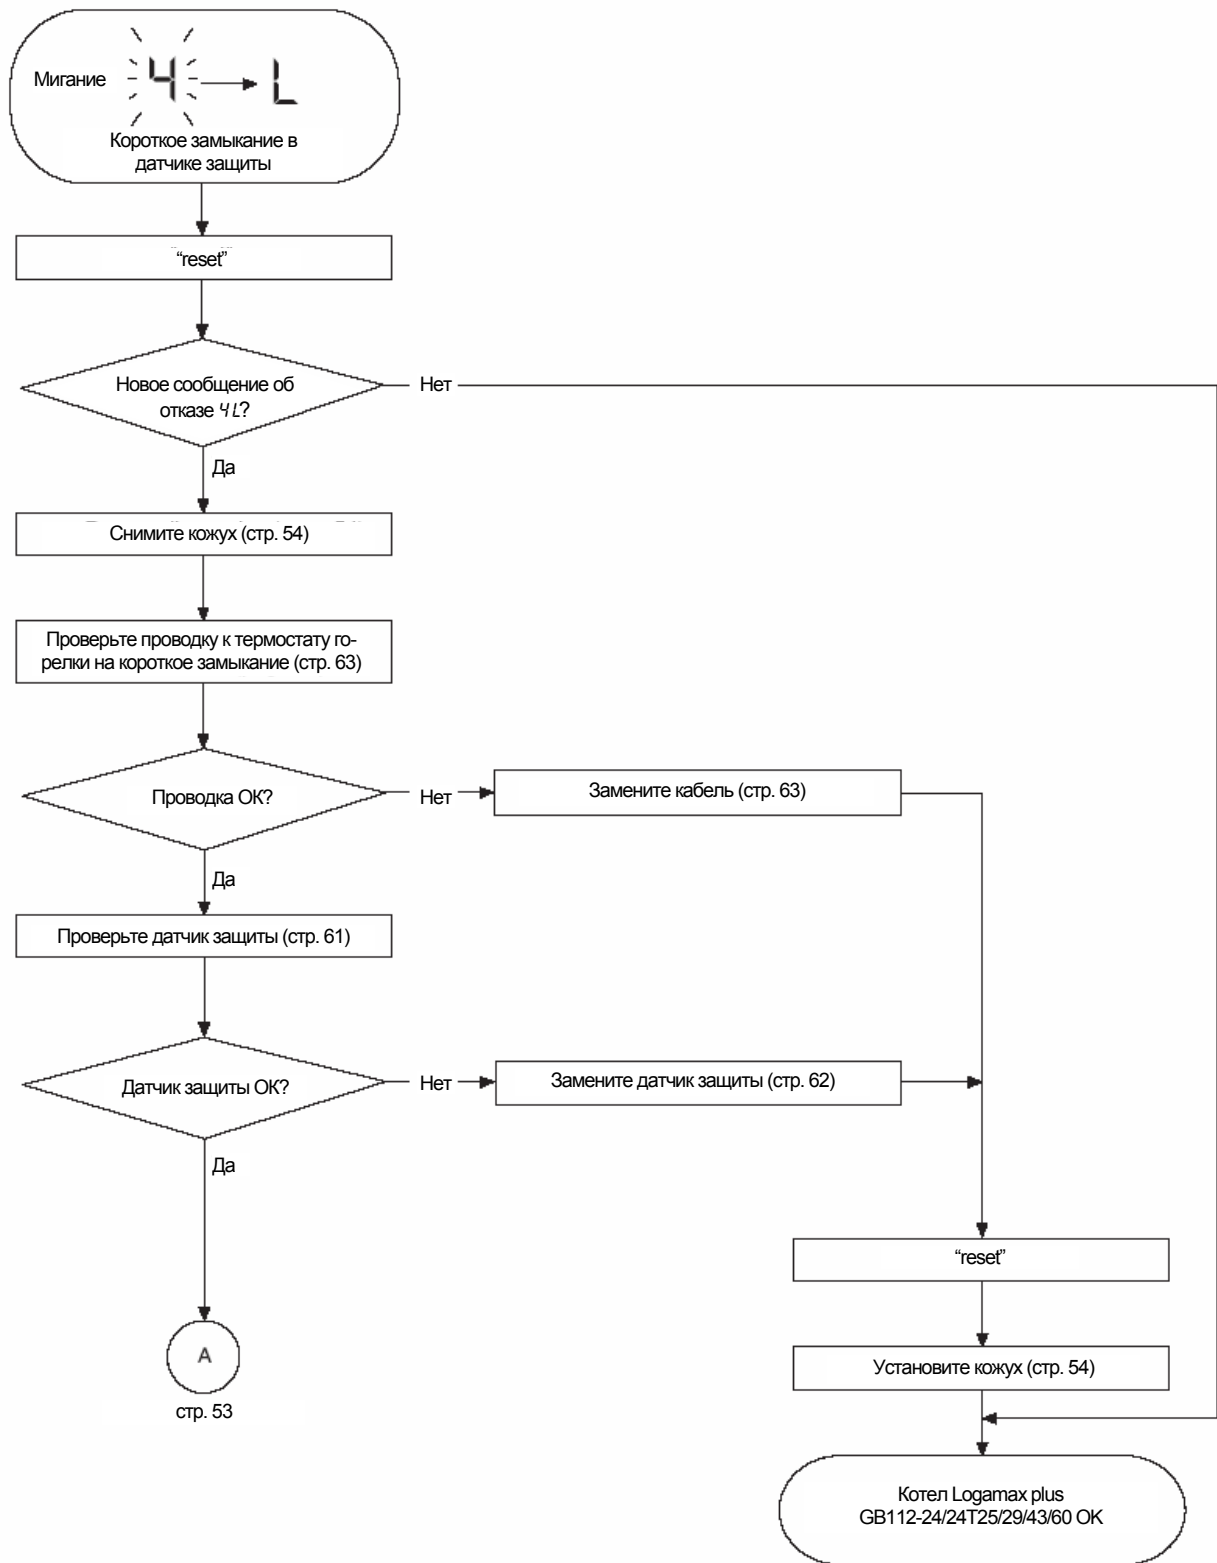 Мигание
4
L
Короткое замыкание в
датчике защиты
“reset”
Новое сообщение об
отказе 4L?
Нет
Да
Снимите кожух (стр. 54)
Проверьте проводку к термостату го-
релки на короткое замыкание (стр. 63)
Проводка ОК?
Нет
Замените кабель (стр. 63)
Да
Проверьте датчик защиты (стр. 61)
Датчик защиты ОК?
Нет
Замените датчик защиты (стр. 62)
Да
“reset”
A
Установите кожух (стр. 54)
стр. 53
Котел Logamax plus
GB112-24/24T25/29/43/60 OK